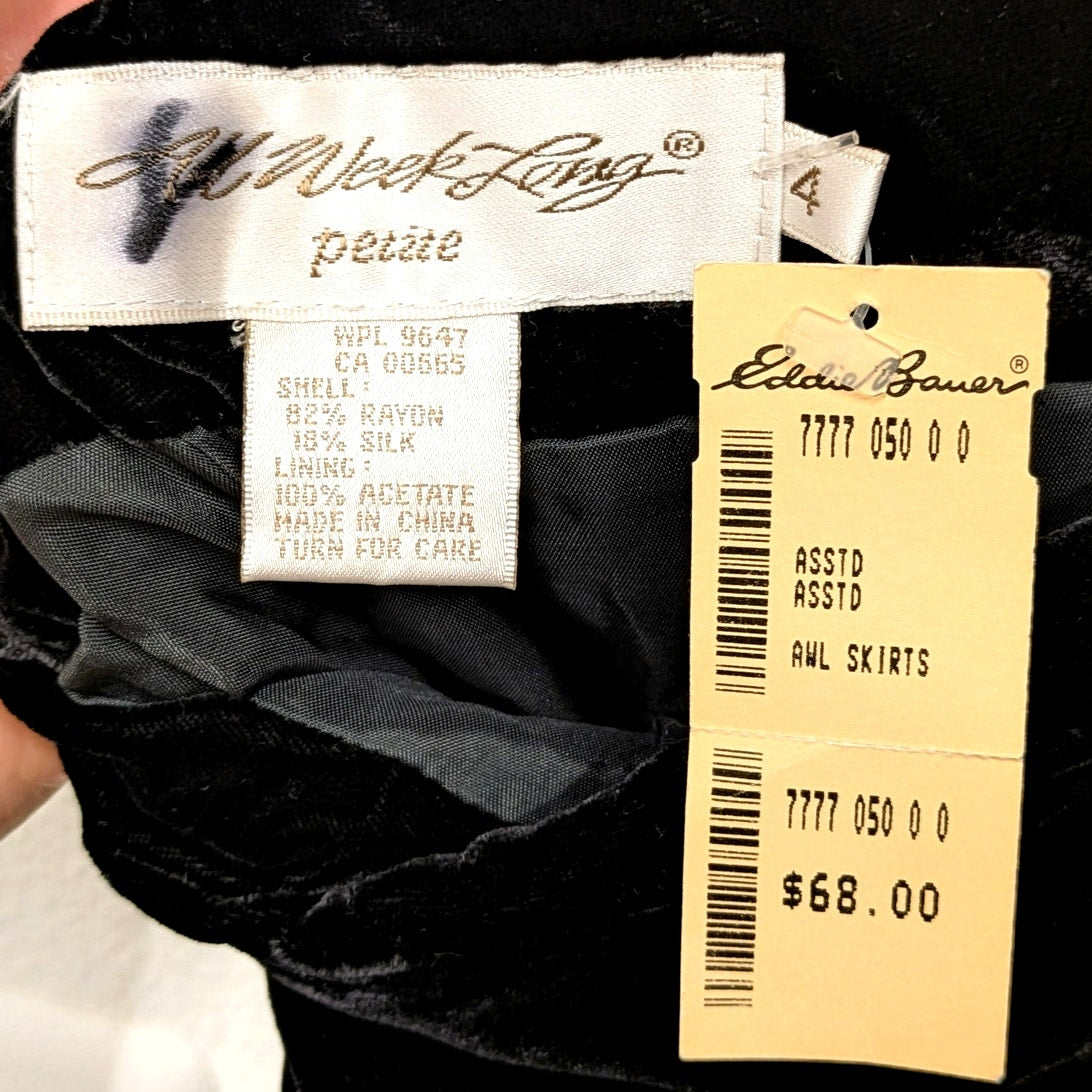 All Week Long®
petite
4
WPL 9647
CA 00565
SHELL:
82% RAYON
18% SILK
LINING:
100% ACETATE
MADE IN CHINA
TURN FOR CARE
Eddie Bauer®
7777 050 0 0
ASSTD
ASSTD
AWL SKIRTS
7777 050 0 0
$68.00